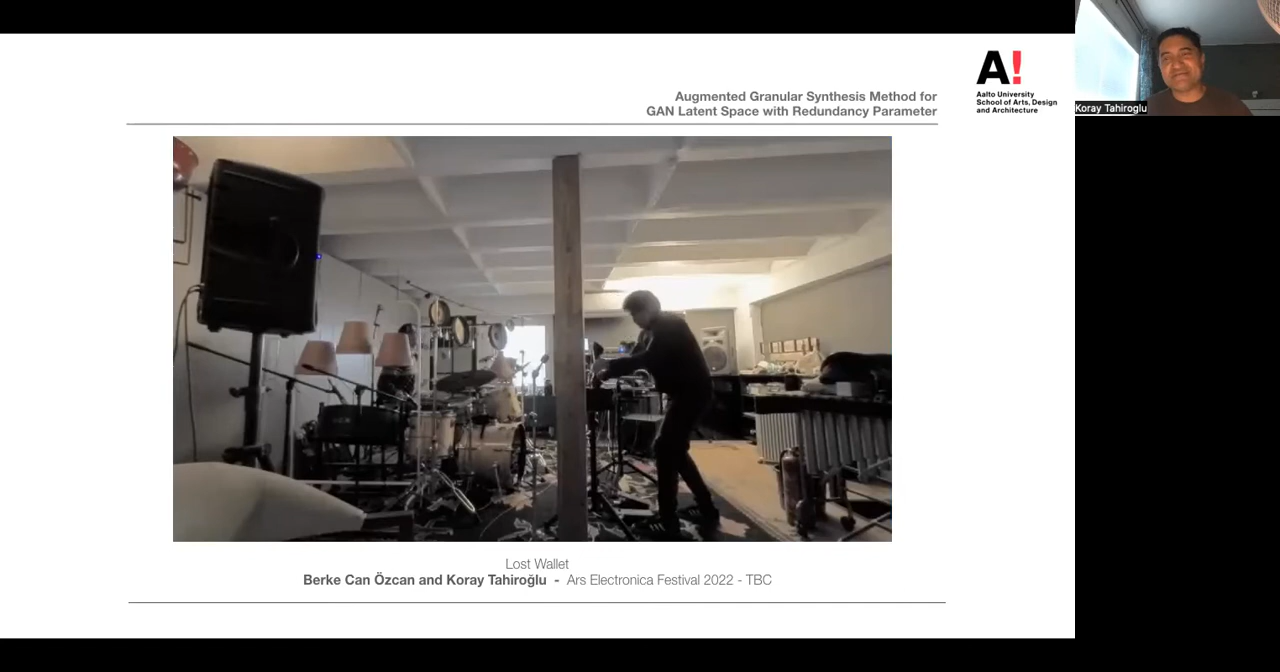 A!
Aalto University
School of Arts, Design
and Architecture
Augmented Granular Synthesis Method for
GAN Latent Space with Redundancy Parameter
Koray Tahiroglu
Lost Wallet
Berke Can Özcan and Koray Tahiroğlu - Ars Electronica Festival 2022 - TBC